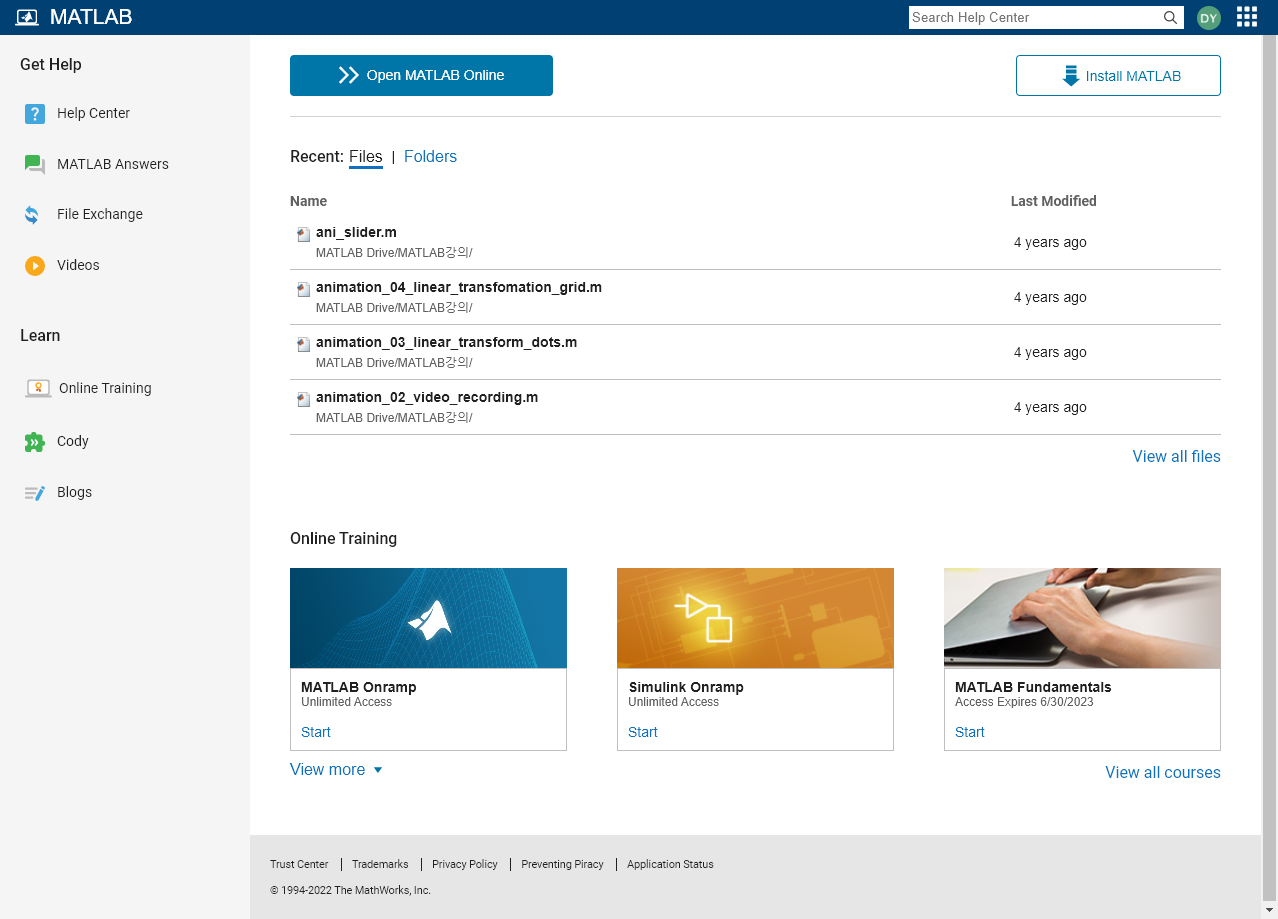 MATLAB
Search Help Center
DY
Get Help
Help Center
MATLAB Answers
File Exchange
Videos
Learn
Online Training
Cody
Blogs
Open MATLAB Online
Install MATLAB
Recent: Files | Folders
Name Last Modified
ani_slider.m
MATLAB Drive/MATLAB강의/
4 years ago
animation_04_linear_transfomation_grid.m
MATLAB Drive/MATLAB강의/
4 years ago
animation_03_linear_transform_dots.m
MATLAB Drive/MATLAB강의/
4 years ago
animation_02_video_recording.m
MATLAB Drive/MATLAB강의/
4 years ago
View all files
Online Training
MATLAB Onramp
Unlimited Access
Start
Simulink Onramp
Unlimited Access
Start
MATLAB Fundamentals
Access Expires 6/30/2023
Start
View more
View all courses
Trust Center | Trademarks | Privacy Policy | Preventing Piracy | Application Status
© 1994-2022 The MathWorks, Inc.